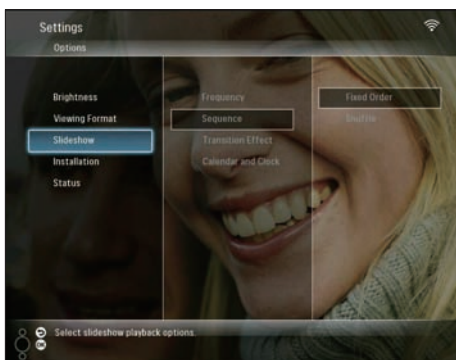 Settings
Options
Brightness
Viewing Format
Slideshow
Installation
Status
Frequency
Sequence
Transition Effect
Calendar and Clock
Fixed Order
Shuffle
OK
Select slideshow playback options.